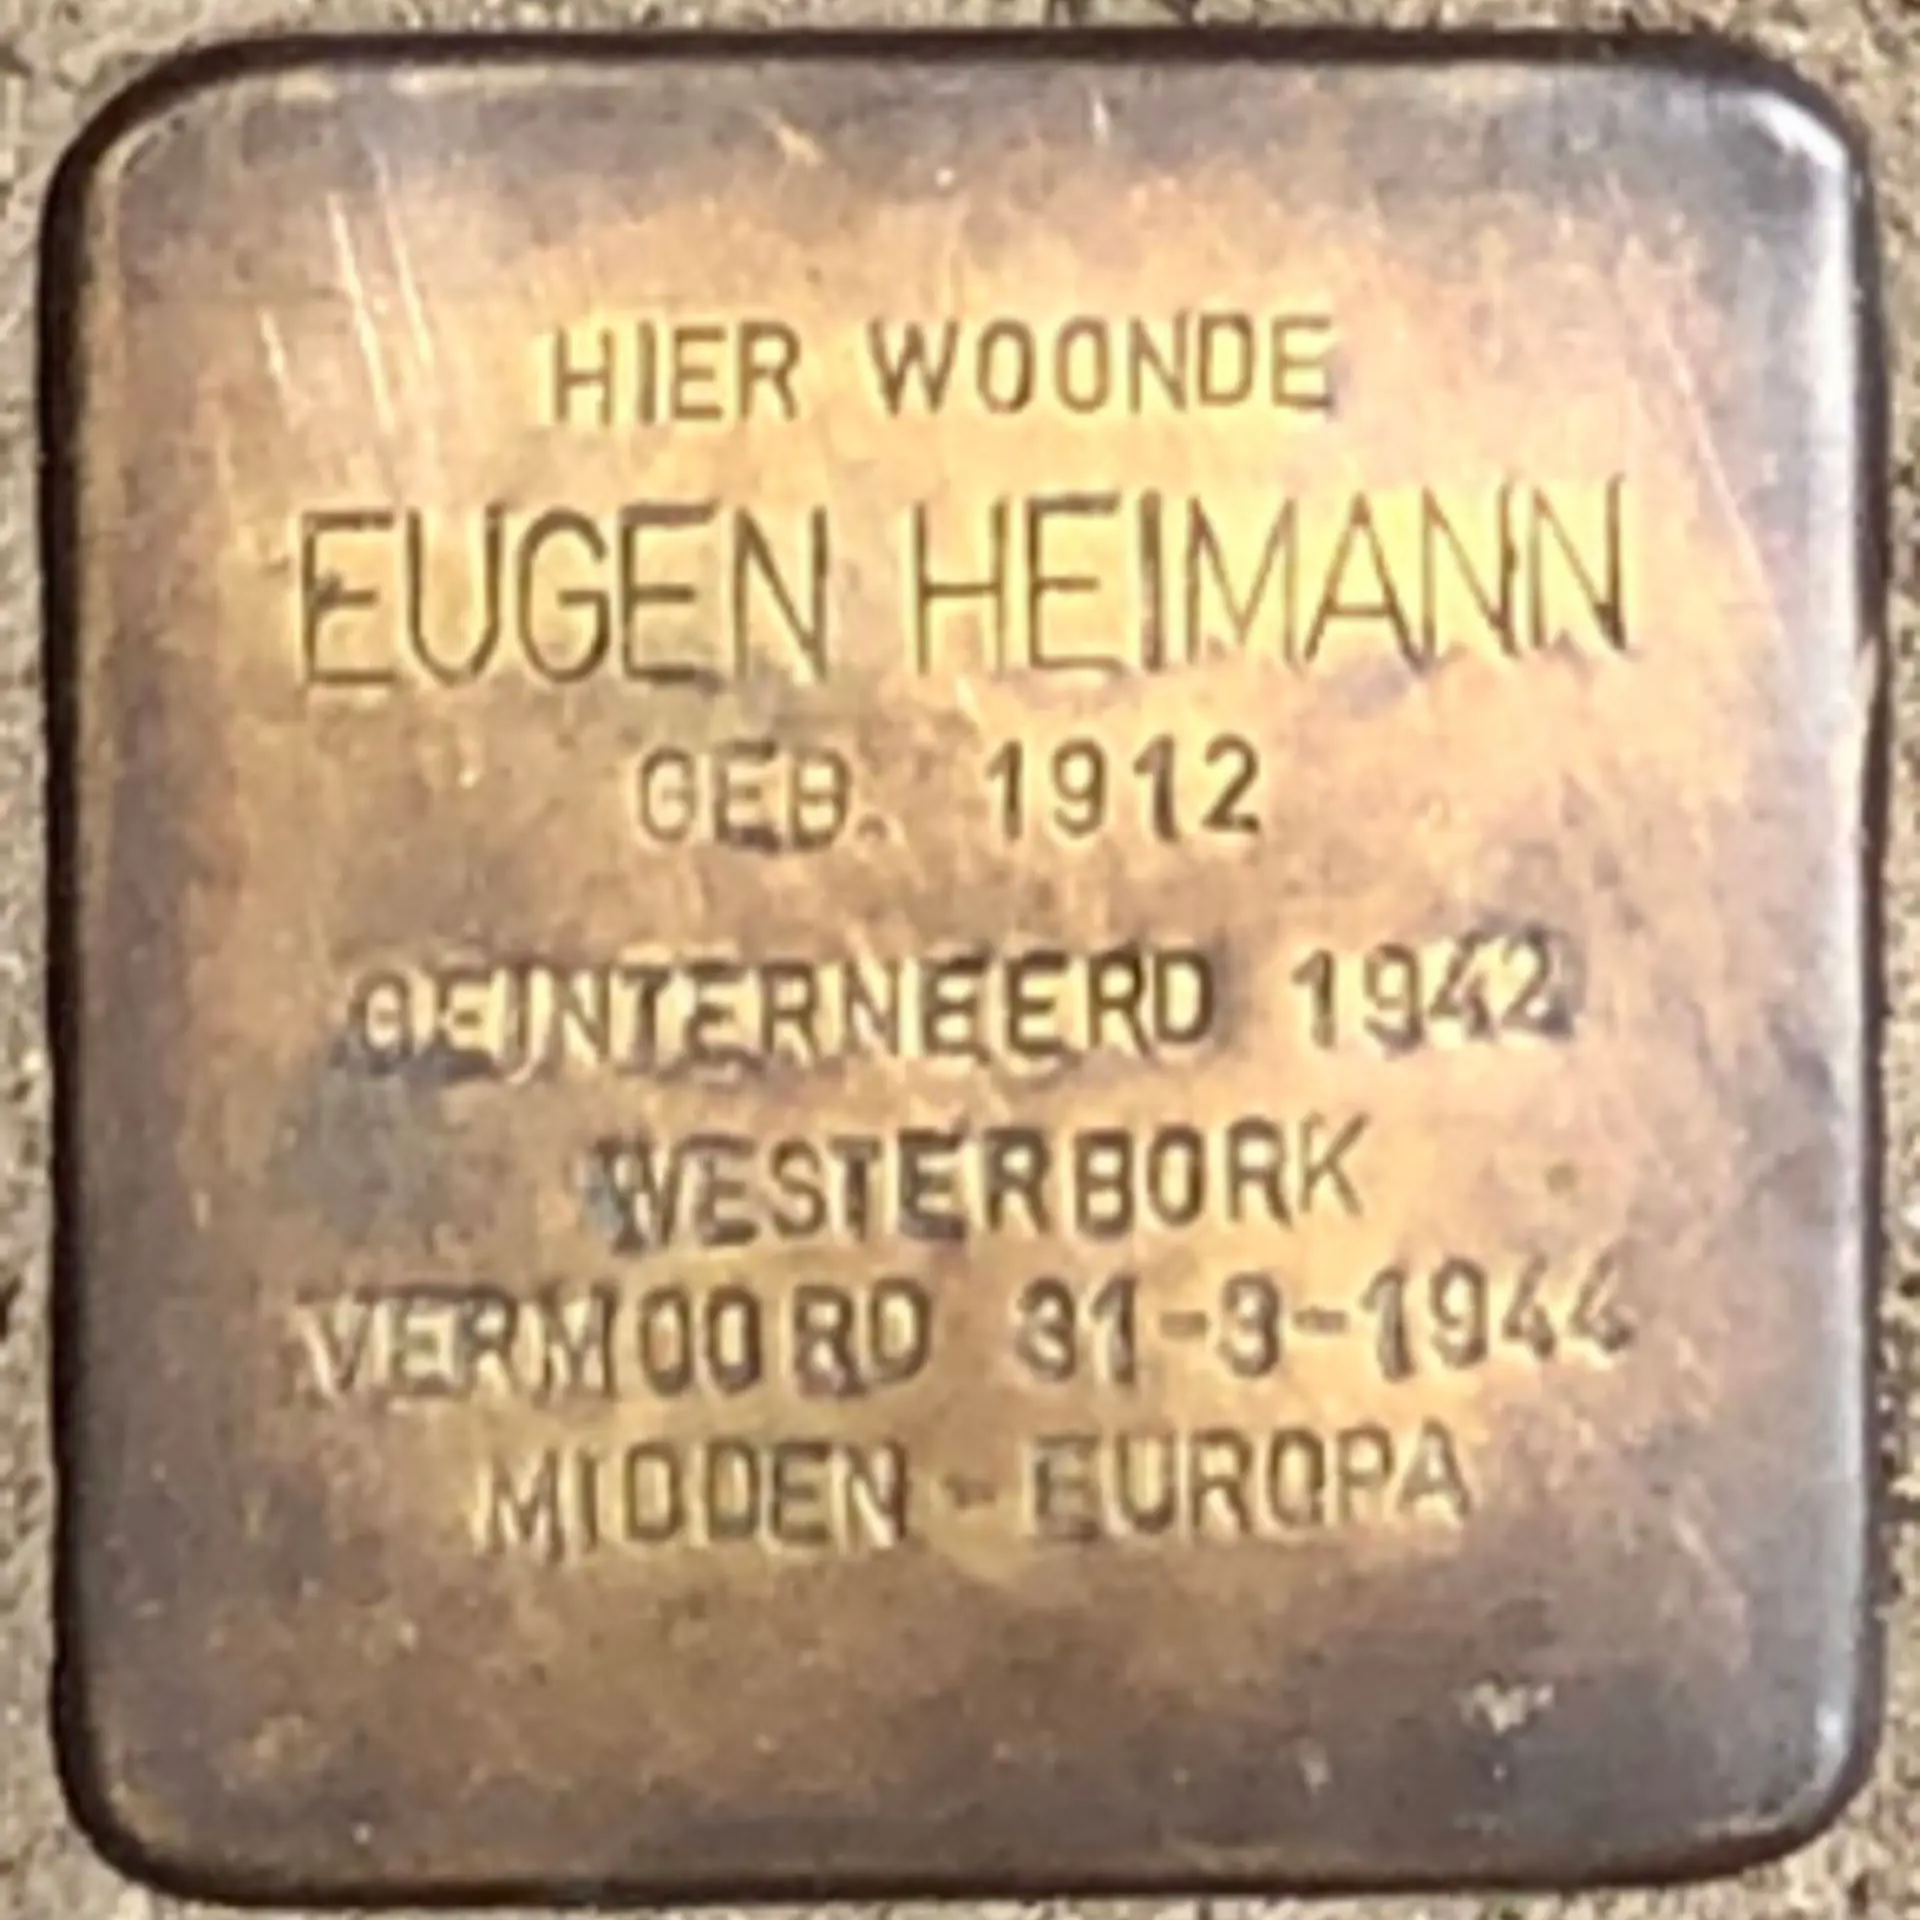 HIER WOONDE
EUGEN HEIMANN
GEB. 1912
GEINTERNEERD 1942
WESTERBORK
VERMOORD 31-3-1944
MIDDEN-EUROPA